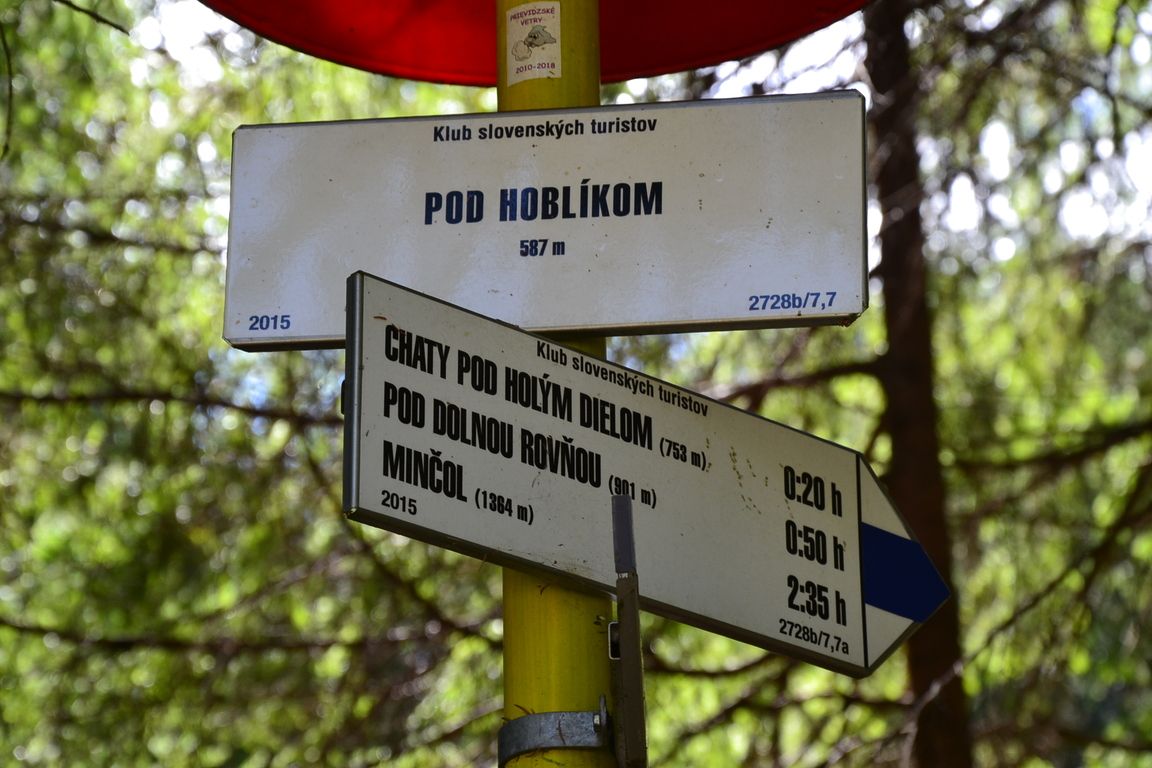 PRIEVIDZSKÉ
VETRY
2010-2018
Klub slovenských turistov
POD HOBLÍKOM
587 m
2015
2728b/7,7
Klub slovenských turistov
CHATY POD HOLÝM DIELOM (753 m) 0:20 h
POD DOLNOU ROVŇOU (901 m) 0:50 h
MINČOL (1364 m) 2:35 h
2015
2728b/7,7a